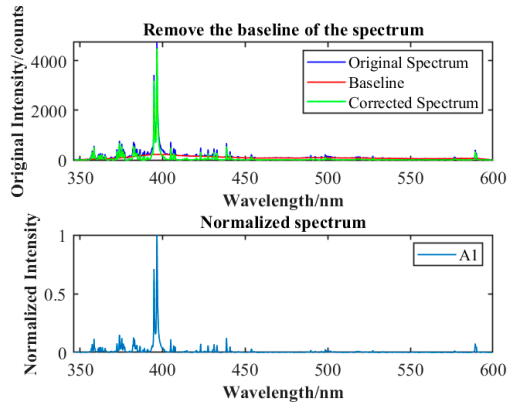 Remove the baseline of the spectrum
Original Intensity/counts
4000
2000
0
Original Spectrum
Baseline
Corrected Spectrum
350 400 450 500 550 600
Wavelength/nm
Normalized spectrum
Normalized Intensity
1
0.5
0
A1
350 400 450 500 550 600
Wavelength/nm